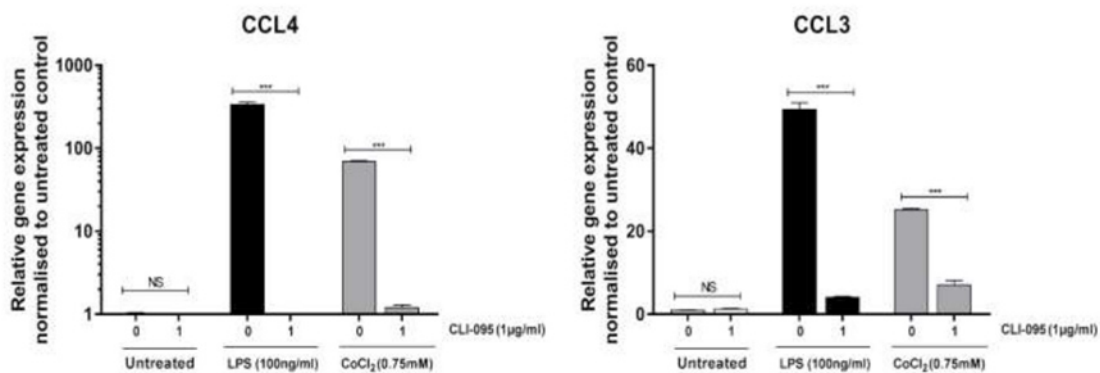 CCL4
Relative gene expression
normalised to untreated control
1000
100
10
1
NS
***
***
0 1 0 1 0 1 CLI-095 (1µg/ml)
Untreated LPS (100ng/ml) CoCl₂ (0.75mM)
CCL3
Relative gene expression
normalised to untreated control
60
40
20
0
NS
***
***
0 1 0 1 0 1 CLI-095 (1µg/ml)
Untreated LPS (100ng/ml) CoCl₂ (0.75mM)